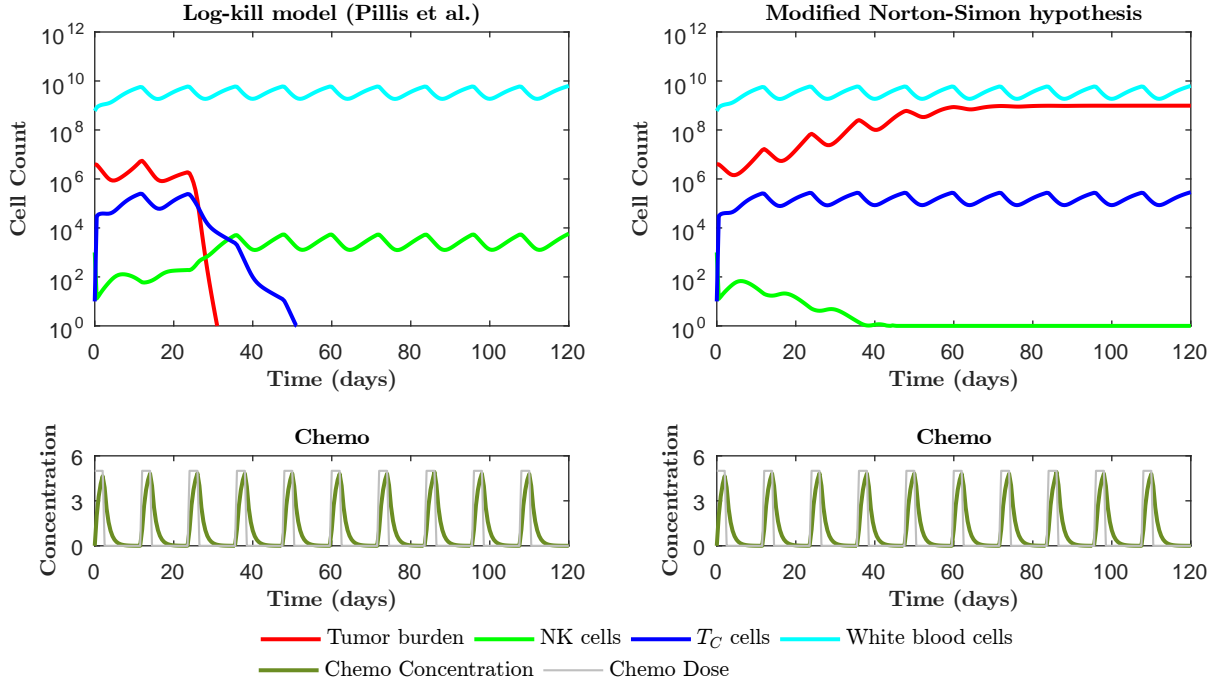 Log-kill model (Pillis et al.)
Cell Count
10^12
10^10
10^8
10^6
10^4
10^2
10^0
0 20 40 60 80 100 120
Time (days)
Modified Norton-Simon hypothesis
Cell Count
10^12
10^10
10^8
10^6
10^4
10^2
10^0
0 20 40 60 80 100 120
Time (days)
Chemo
Concentration
6
3
0
0 20 40 60 80 100 120
Time (days)
Chemo
Concentration
6
3
0
0 20 40 60 80 100 120
Time (days)
Tumor burden NK cells T_C cells White blood cells
Chemo Concentration Chemo Dose